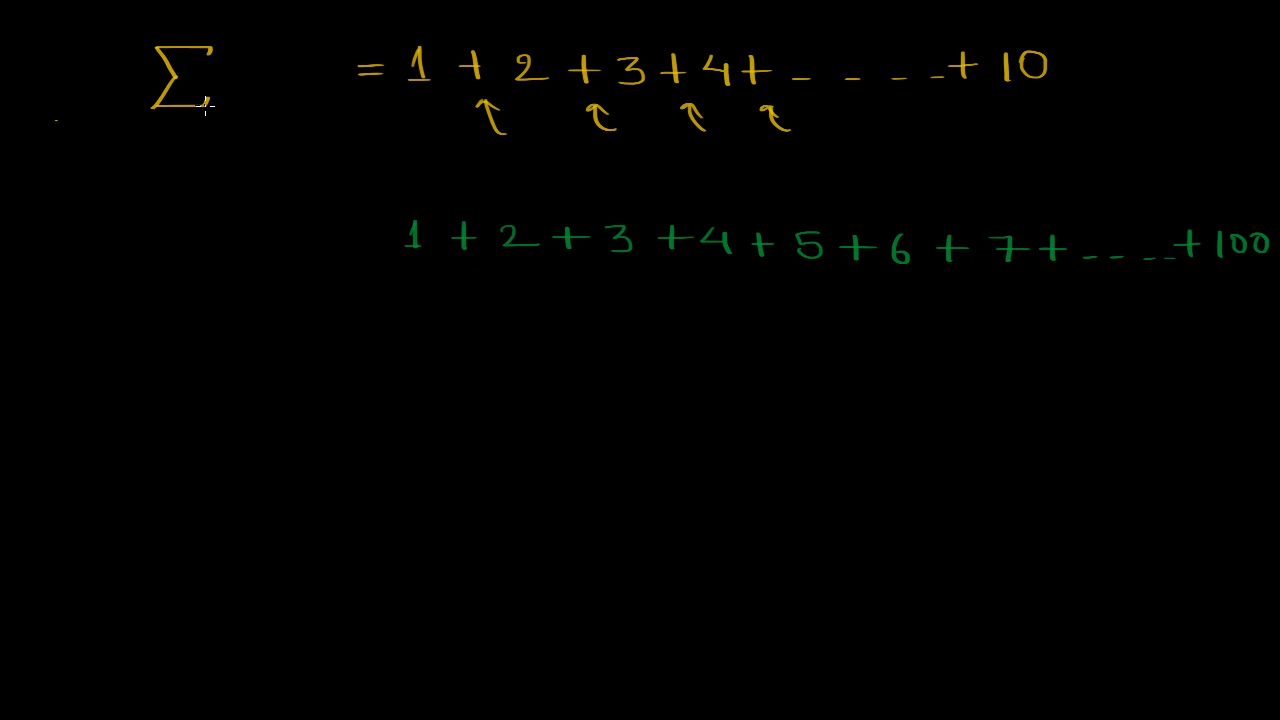 ∑ = 1 + 2 + 3 + 4 + - - - - + 10
1 + 2 + 3 + 4 + 5 + 6 + 7 + - - - - + 100